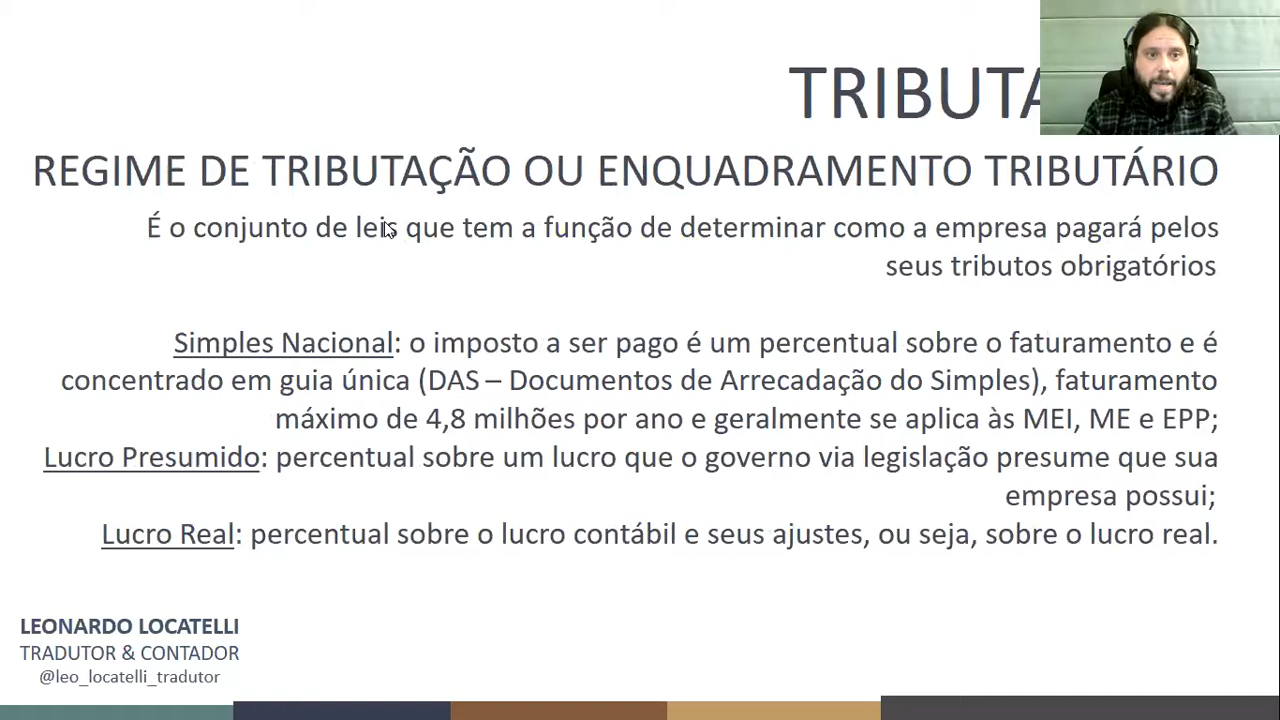 TRIBUTA
REGIME DE TRIBUTAÇÃO OU ENQUADRAMENTO TRIBUTÁRIO
É o conjunto de leis que tem a função de determinar como a empresa pagará pelos
seus tributos obrigatórios
Simples Nacional: o imposto a ser pago é um percentual sobre o faturamento e é
concentrado em guia única (DAS – Documentos de Arrecadação do Simples), faturamento
máximo de 4,8 milhões por ano e geralmente se aplica às MEI, ME e EPP;
Lucro Presumido: percentual sobre um lucro que o governo via legislação presume que sua
empresa possui;
Lucro Real: percentual sobre o lucro contábil e seus ajustes, ou seja, sobre o lucro real.
LEONARDO LOCATELLI
TRADUTOR & CONTADOR
@leo_locatelli_tradutor